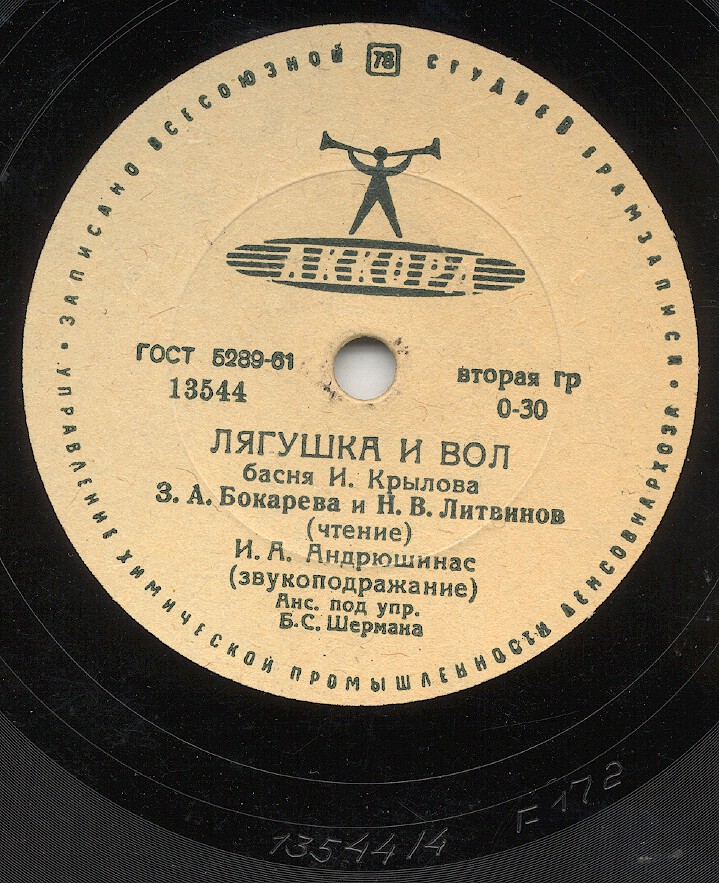 ЗАПИСАНО ВСЕСОЮЗНОЙ 78 СТУДИЕЙ ГРАМЗАПИСИ
АККОРД
ГОСТ 5289-61
13544
вторая гр
0-30
ЛЯГУШКА И ВОЛ
басня И. Крылова
З. А. Бокарева и Н. В. Литвинов
(чтение)
И. А. Андрюшинас
(звукоподражание)
Анс. под упр.
Б.С. Шермана
• УПРАВЛЕНИЕ ХИМИЧЕСКОЙ ПРОМЫШЛЕННОСТИ ЛЕНСОВНАРХОЗА •
13544/4
F172